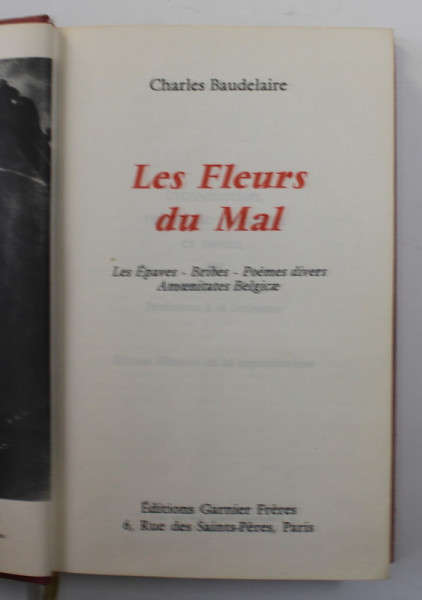 Charles Baudelaire
Les Fleurs
du Mal
Les Épaves - Bribes - Poèmes divers
Amœnitates Belgicæ
Éditions Garnier Frères
6, Rue des Saints-Pères, Paris